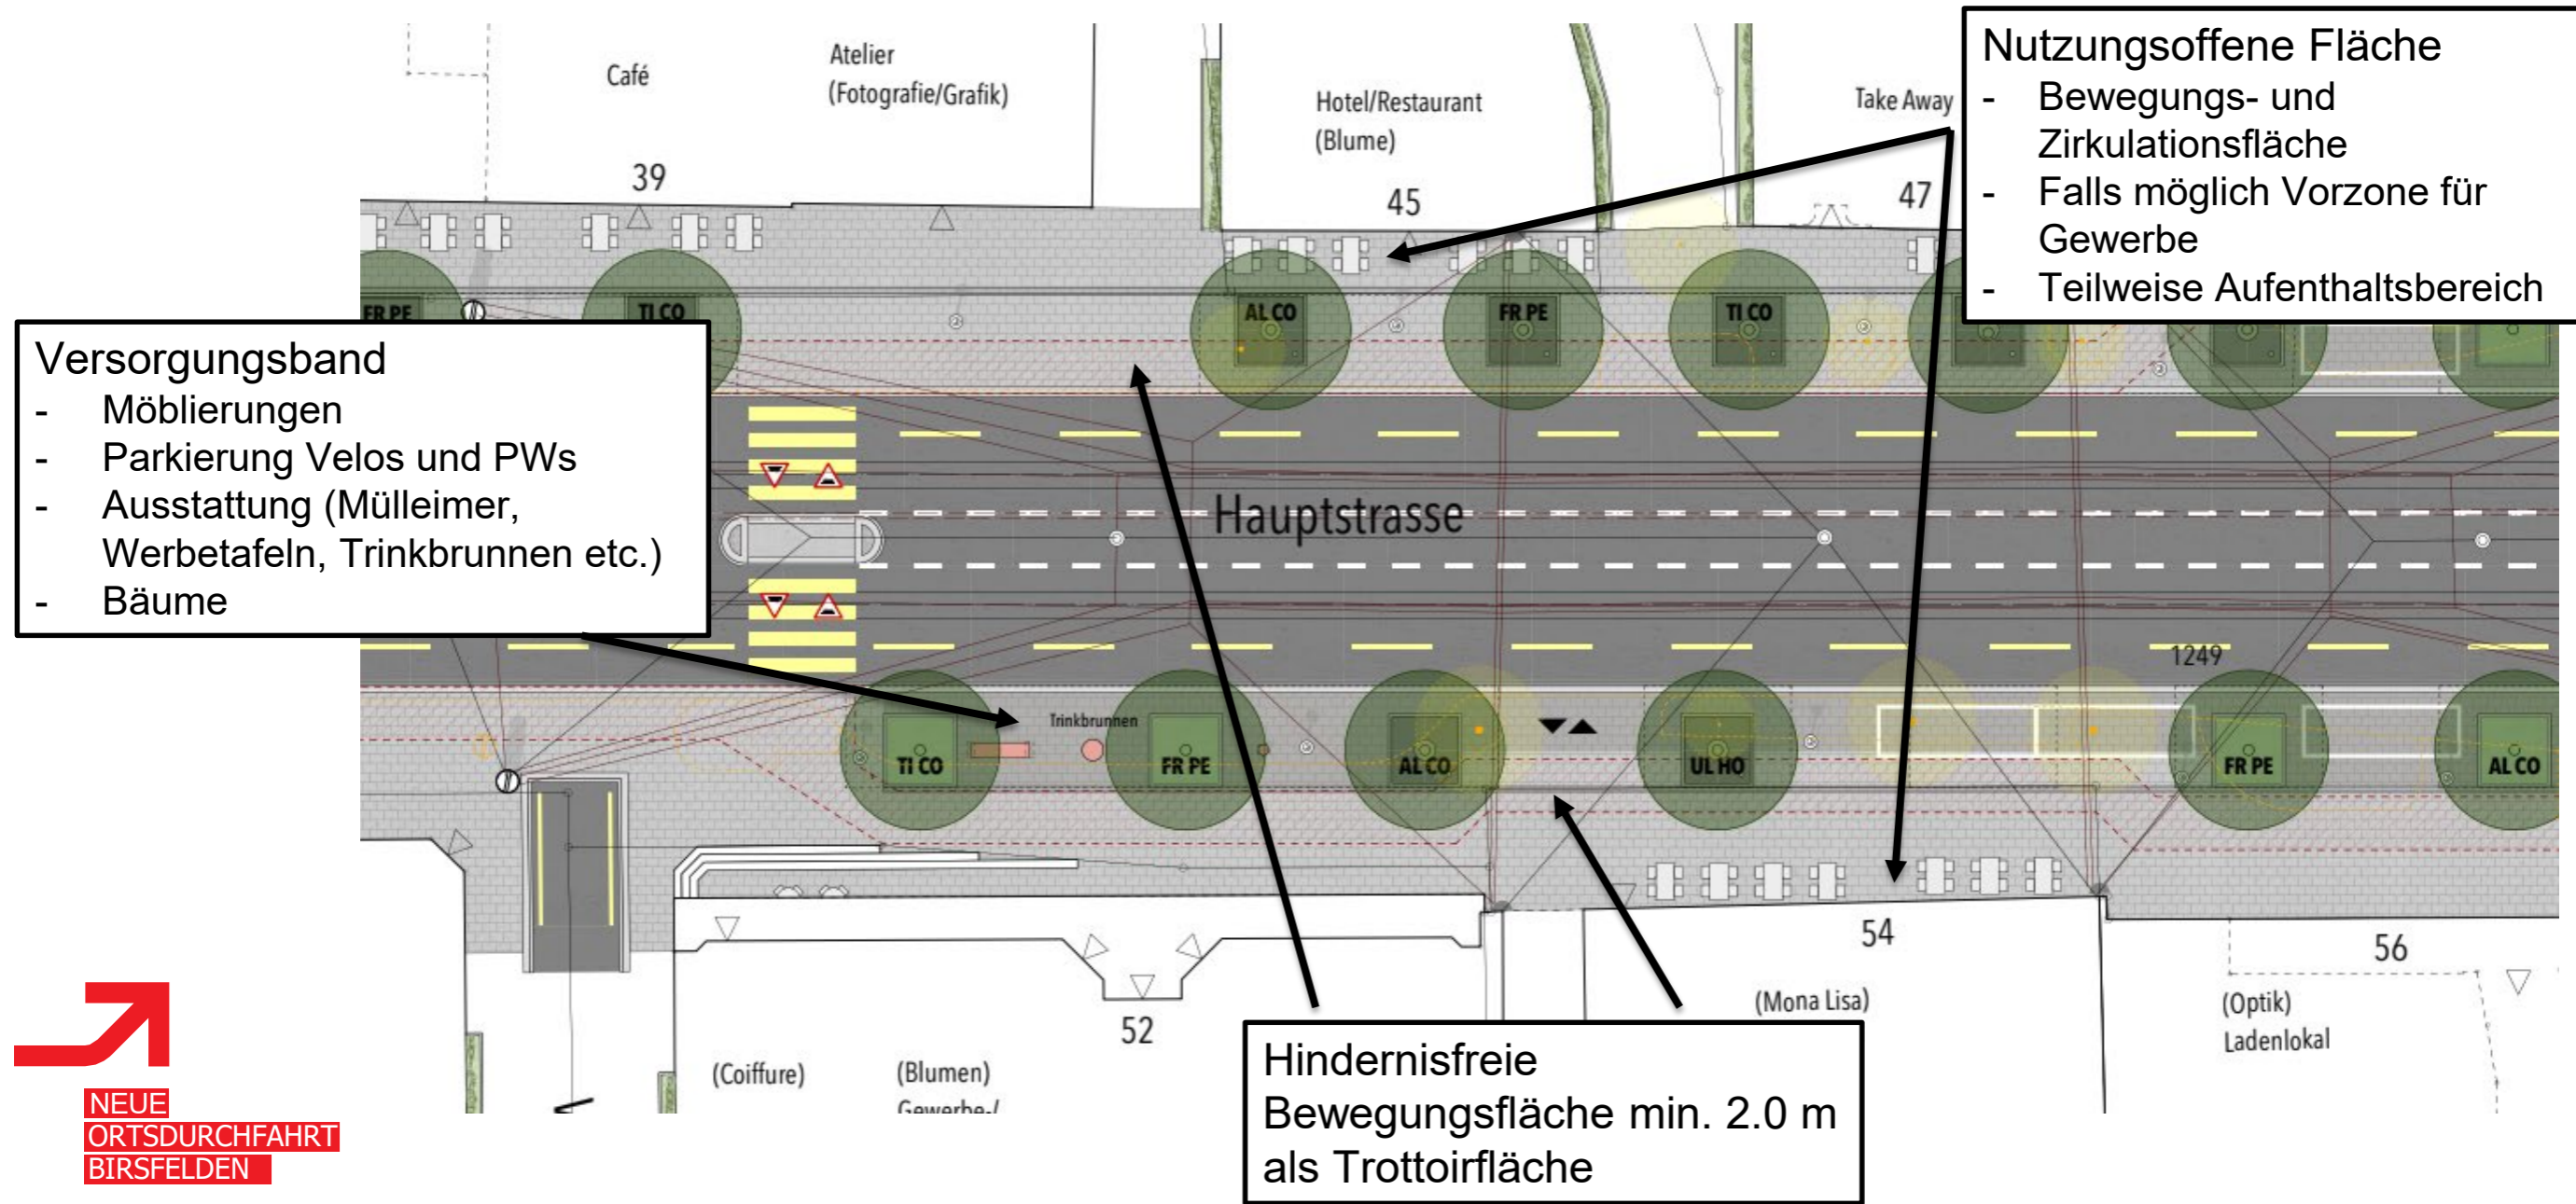 Nutzungsoffene Fläche
- Bewegungs- und
Zirkulationsfläche
- Falls möglich Vorzone für
Gewerbe
- Teilweise Aufenthaltsbereich
Café
Atelier
(Fotografie/Grafik)
Hotel/Restaurant
(Blume)
Take Away
39
45
47
FR PE
TI CO
AL CO
FR PE
TI CO
Versorgungsband
- Möblierungen
- Parkierung Velos und PWs
- Ausstattung (Mülleimer,
Werbetafeln, Trinkbrunnen etc.)
- Bäume
Hauptstrasse
1249
Trinkbrunnen
TI CO
FR PE
AL CO
UL HO
FR PE
AL CO
54
56
52
(Mona Lisa)
(Optik)
Ladenlokal
(Coiffure)
(Blumen)
Gewerbe-/
Hindernisfreie
Bewegungsfläche min. 2.0 m
als Trottoirfläche
NEUE
ORTSDURCHFAHRT
BIRSFELDEN